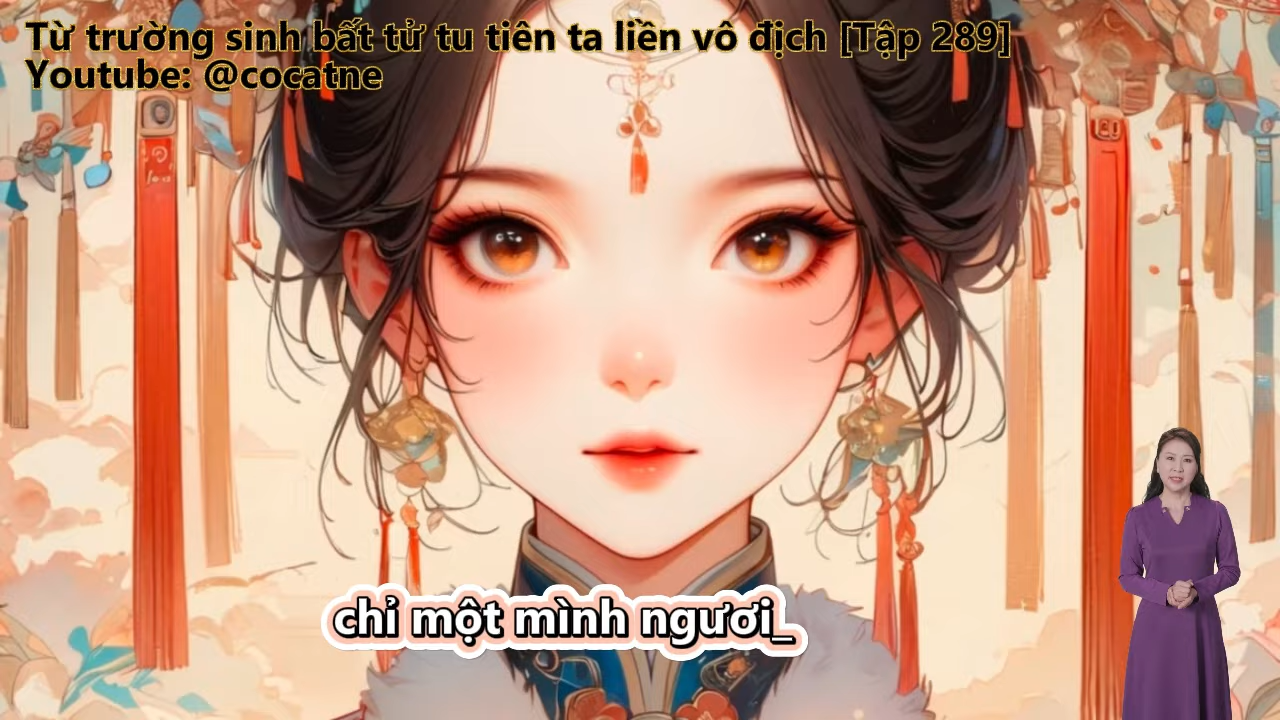 Từ trường sinh bất tử tu tiên ta liền vô địch [Tập 289]
Youtube: @cocatne
chỉ một mình ngươi_